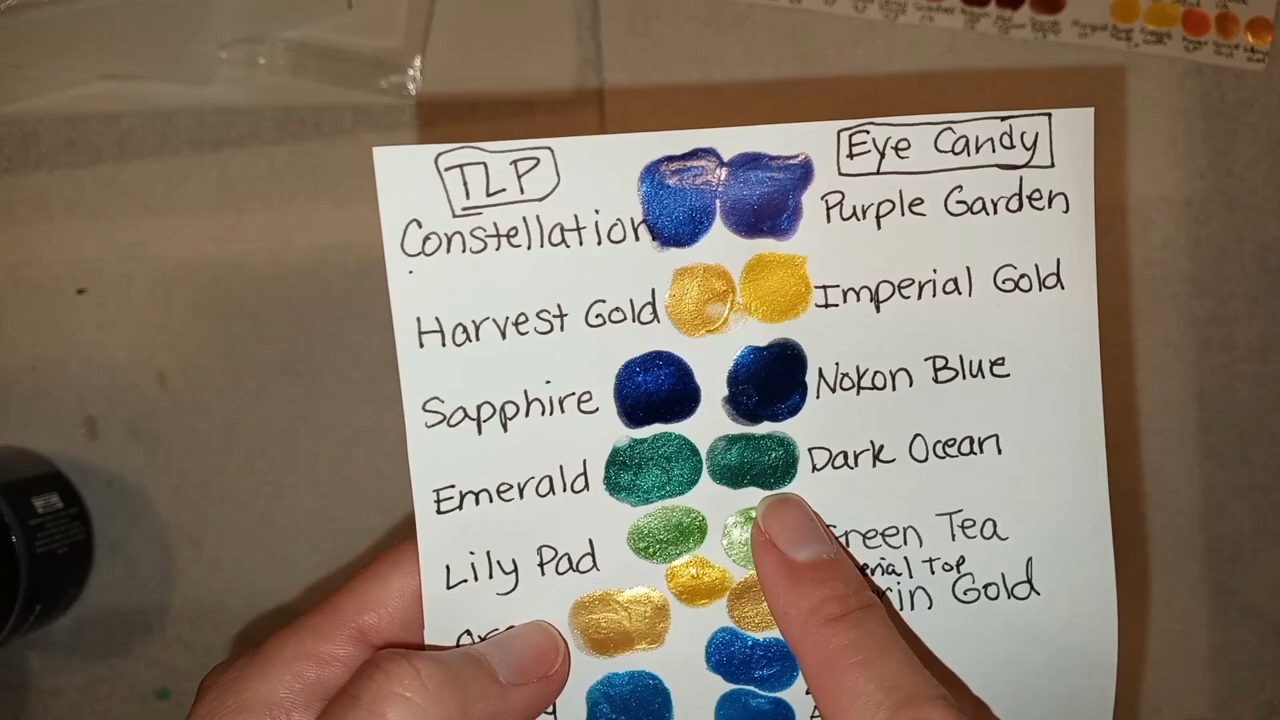 TLP
Eye Candy
Constellation
Purple Garden
Harvest Gold
Imperial Gold
Sapphire
Nokon Blue
Emerald
Dark Ocean
Lily Pad
Green Tea
Top
Gold